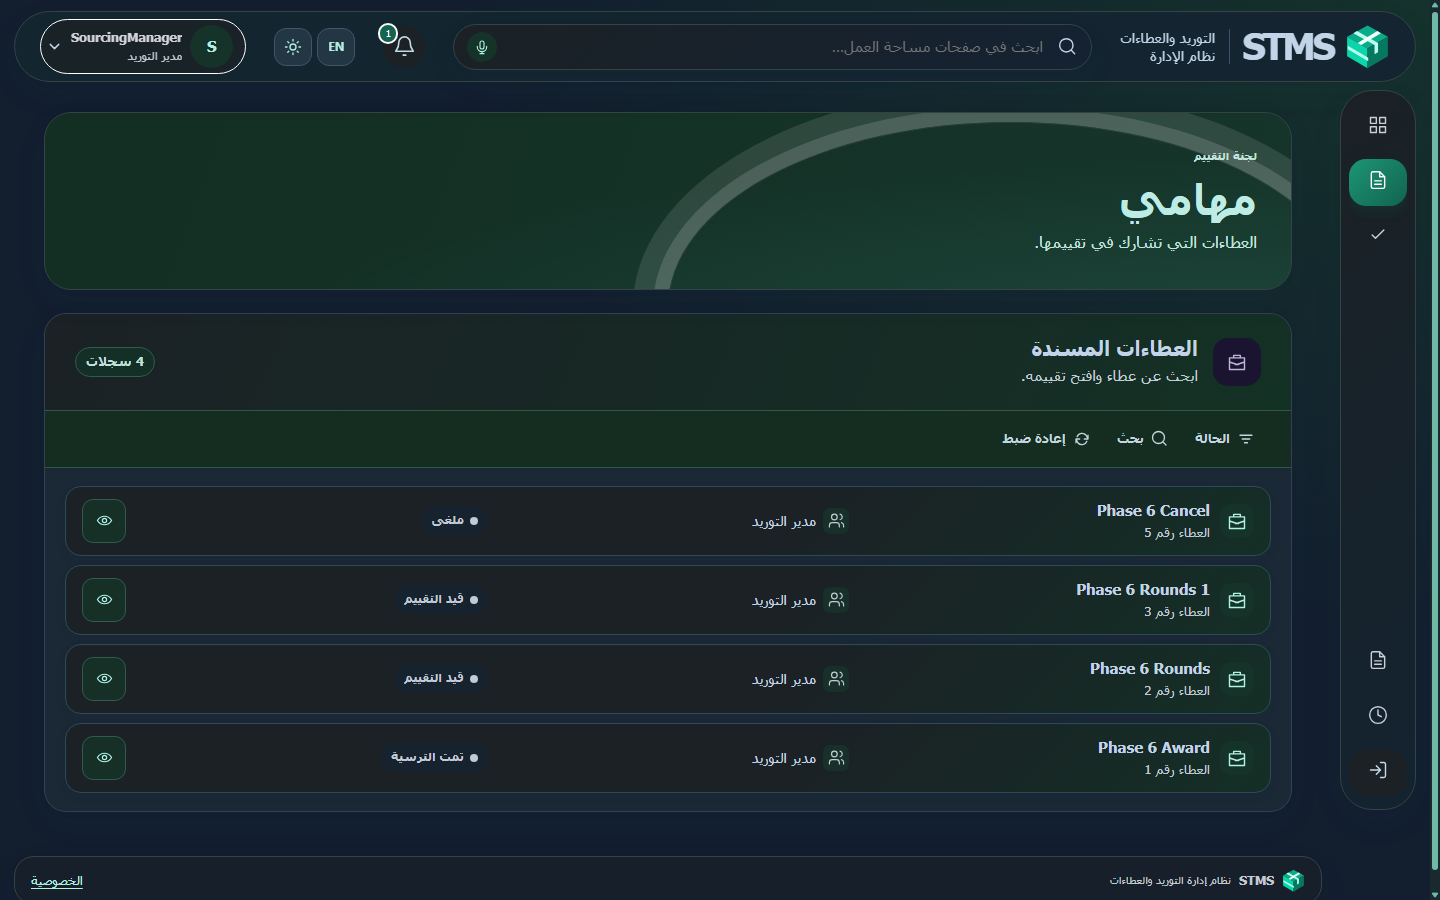 STMS
التوريد والعطاءات
نظام الإدارة
ابحث في صفحات مساحة العمل...
1
EN
S
SourcingManager
مدير التوريد
لجنة التقييم
مهامي
العطاءات التي تشارك في تقييمها.
العطاءات المسندة
ابحث عن عطاء وافتح تقييمه.
4 سجلات
الحالة
بحث
إعادة ضبط
Phase 6 Cancel
العطاء رقم 5
مدير التوريد
ملغى
Phase 6 Rounds 1
العطاء رقم 3
مدير التوريد
قيد التقييم
Phase 6 Rounds
العطاء رقم 2
مدير التوريد
قيد التقييم
Phase 6 Award
العطاء رقم 1
مدير التوريد
تمت الترسية
STMS نظام إدارة التوريد والعطاءات
الخصوصية